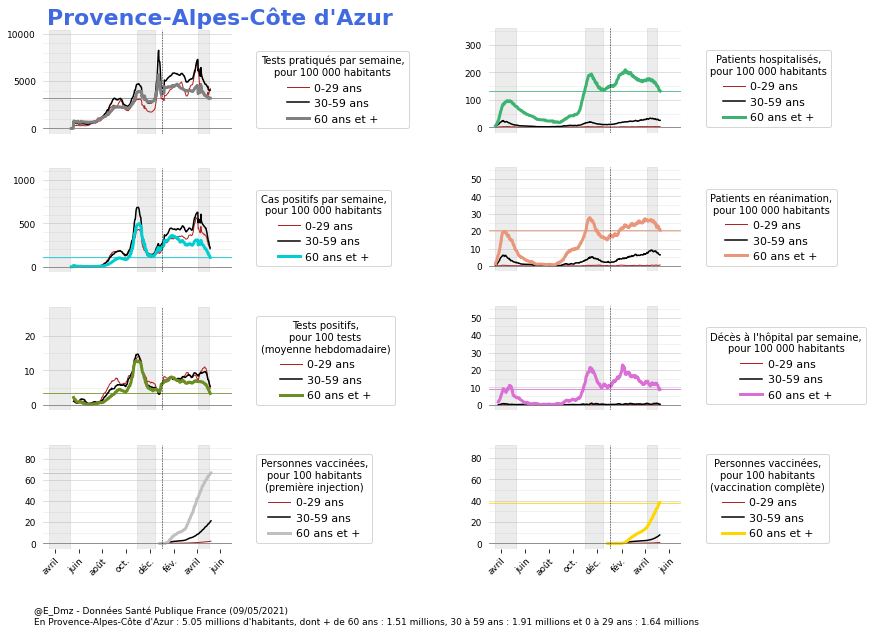 Provence-Alpes-Côte d'Azur
10000
5000
0
Tests pratiqués par semaine,
pour 100 000 habitants
0-29 ans
30-59 ans
60 ans et +
300
200
100
0
Patients hospitalisés,
pour 100 000 habitants
0-29 ans
30-59 ans
60 ans et +
1000
500
0
Cas positifs par semaine,
pour 100 000 habitants
0-29 ans
30-59 ans
60 ans et +
50
40
30
20
10
0
Patients en réanimation,
pour 100 000 habitants
0-29 ans
30-59 ans
60 ans et +
20
10
0
Tests positifs,
pour 100 tests
(moyenne hebdomadaire)
0-29 ans
30-59 ans
60 ans et +
50
40
30
20
10
0
Décès à l'hôpital par semaine,
pour 100 000 habitants
0-29 ans
30-59 ans
60 ans et +
80
60
40
20
0
avril juin août oct. déc. fév. avril juin
Personnes vaccinées,
pour 100 habitants
(première injection)
0-29 ans
30-59 ans
60 ans et +
80
60
40
20
0
avril juin août oct. déc. fév. avril juin
Personnes vaccinées,
pour 100 habitants
(vaccination complète)
0-29 ans
30-59 ans
60 ans et +
@E_Dmz - Données Santé Publique France (09/05/2021)
En Provence-Alpes-Côte d'Azur : 5.05 millions d'habitants, dont + de 60 ans : 1.51 millions, 30 à 59 ans : 1.91 millions et 0 à 29 ans : 1.64 millions